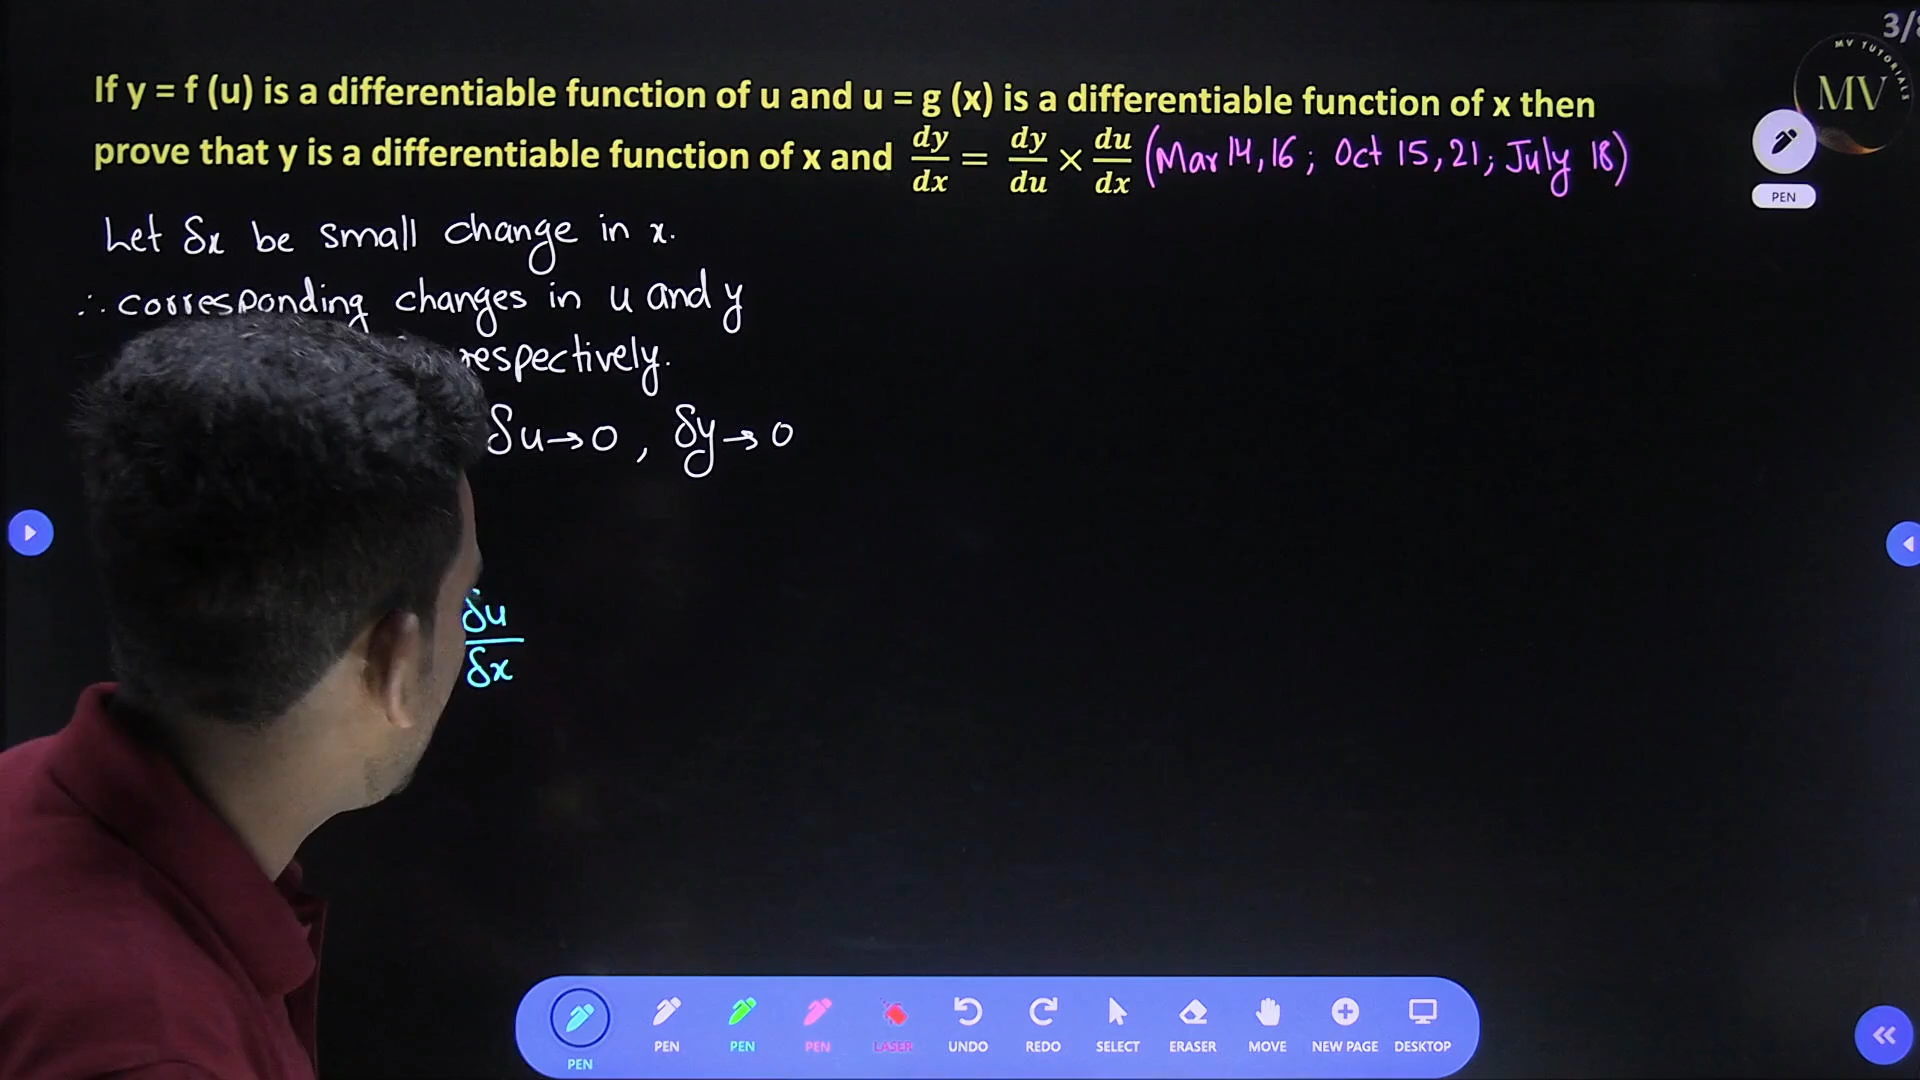 3/8
MV TUTORIALS
MV
If y = f (u) is a differentiable function of u and u = g (x) is a differentiable function of x then
prove that y is a differentiable function of x and dy/dx = dy/du × du/dx (Mar 14, 16 ; Oct 15, 21 ; July 18)
PEN
Let δx be small change in x.
∴ corresponding changes in u and y
respectively.
δu → 0 , δy → 0
δu/δx
PEN PEN PEN PEN LASER UNDO REDO SELECT ERASER MOVE NEW PAGE DESKTOP